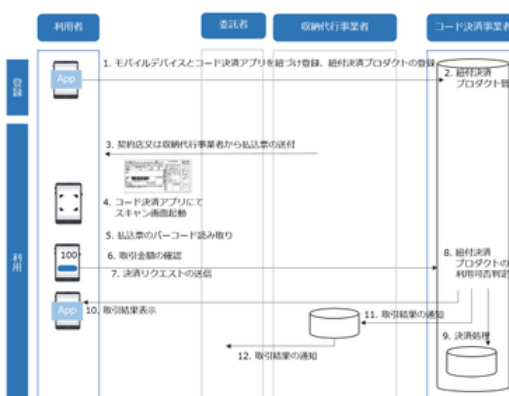 利用者
委託者
収納代行事業者
コード決済事業者
登録
App
1. モバイルデバイスとコード決済アプリを紐づけ登録、紐付決済プロダクトの登録
2. 紐付決済
プロダクト管
利用
3. 契約店又は収納代行事業者から払込票の送付
4. コード決済アプリにて
スキャン画面起動
5. 払込票のバーコード読み取り
100
6. 取引金額の確認
7. 決済リクエストの送信
8. 紐付決済
プロダクトの
利用可否判定
App
10. 取引結果表示
11. 取引結果の通知
9. 決済処理
12. 取引結果の通知